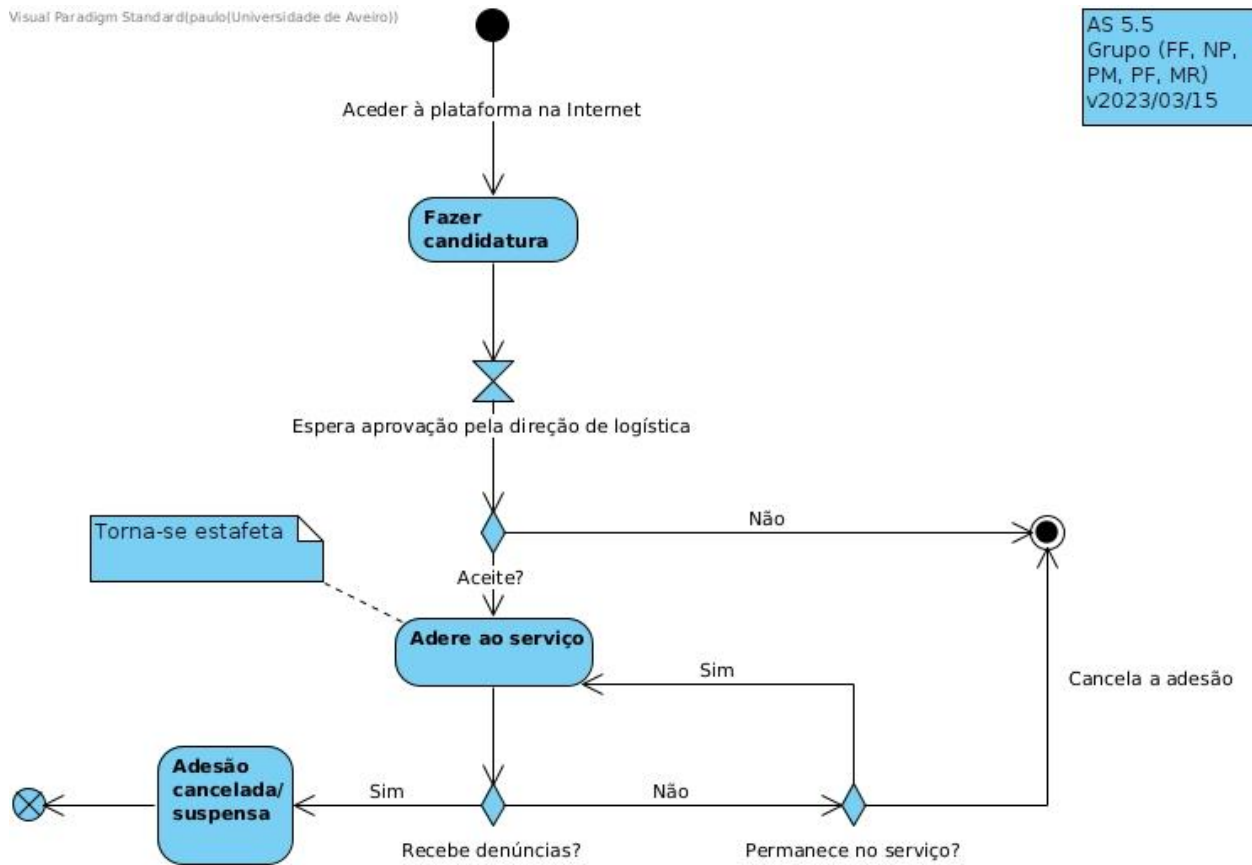 Visual Paradigm Standard(paulo(Universidade de Aveiro))
AS 5.5
Grupo (FF, NP,
PM, PF, MR)
v2023/03/15
Aceder à plataforma na Internet
Fazer
candidatura
Espera aprovação pela direção de logística
Não
Aceite?
Torna-se estafeta
Adere ao serviço
Sim
Cancela a adesão
Adesão
cancelada/
suspensa
Sim
Não
Recebe denúncias?
Permanece no serviço?